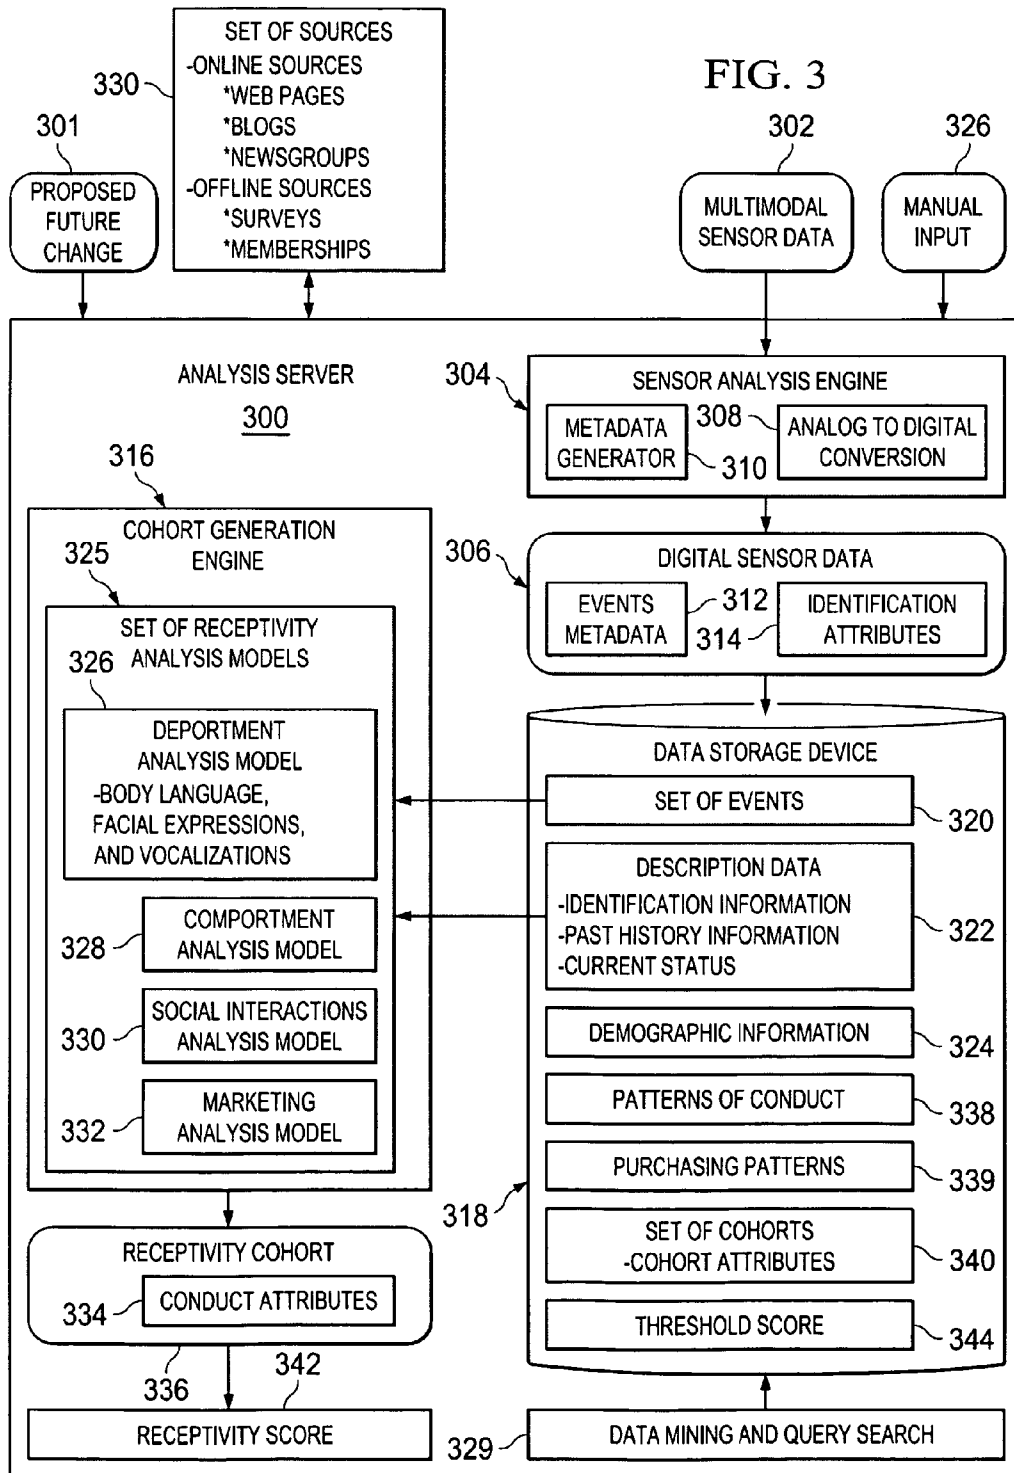 FIG. 3
SET OF SOURCES
-ONLINE SOURCES
*WEB PAGES
*BLOGS
*NEWSGROUPS
-OFFLINE SOURCES
*SURVEYS
*MEMBERSHIPS
330
301
PROPOSED
FUTURE
CHANGE
302
MULTIMODAL
SENSOR DATA
326
MANUAL
INPUT
ANALYSIS SERVER
300
304
SENSOR ANALYSIS ENGINE
METADATA
GENERATOR
310
308
ANALOG TO DIGITAL
CONVERSION
306
DIGITAL SENSOR DATA
EVENTS
METADATA
312
314
IDENTIFICATION
ATTRIBUTES
316
COHORT GENERATION
ENGINE
325
SET OF RECEPTIVITY
ANALYSIS MODELS
326
DEPORTMENT
ANALYSIS MODEL
-BODY LANGUAGE,
FACIAL EXPRESSIONS,
AND VOCALIZATIONS
328
COMPORTMENT
ANALYSIS MODEL
330
SOCIAL INTERACTIONS
ANALYSIS MODEL
332
MARKETING
ANALYSIS MODEL
RECEPTIVITY COHORT
334
CONDUCT ATTRIBUTES
336
342
RECEPTIVITY SCORE
DATA STORAGE DEVICE
SET OF EVENTS
320
DESCRIPTION DATA
-IDENTIFICATION INFORMATION
-PAST HISTORY INFORMATION
-CURRENT STATUS
322
DEMOGRAPHIC INFORMATION
324
PATTERNS OF CONDUCT
338
PURCHASING PATTERNS
339
318
SET OF COHORTS
-COHORT ATTRIBUTES
340
THRESHOLD SCORE
344
329
DATA MINING AND QUERY SEARCH